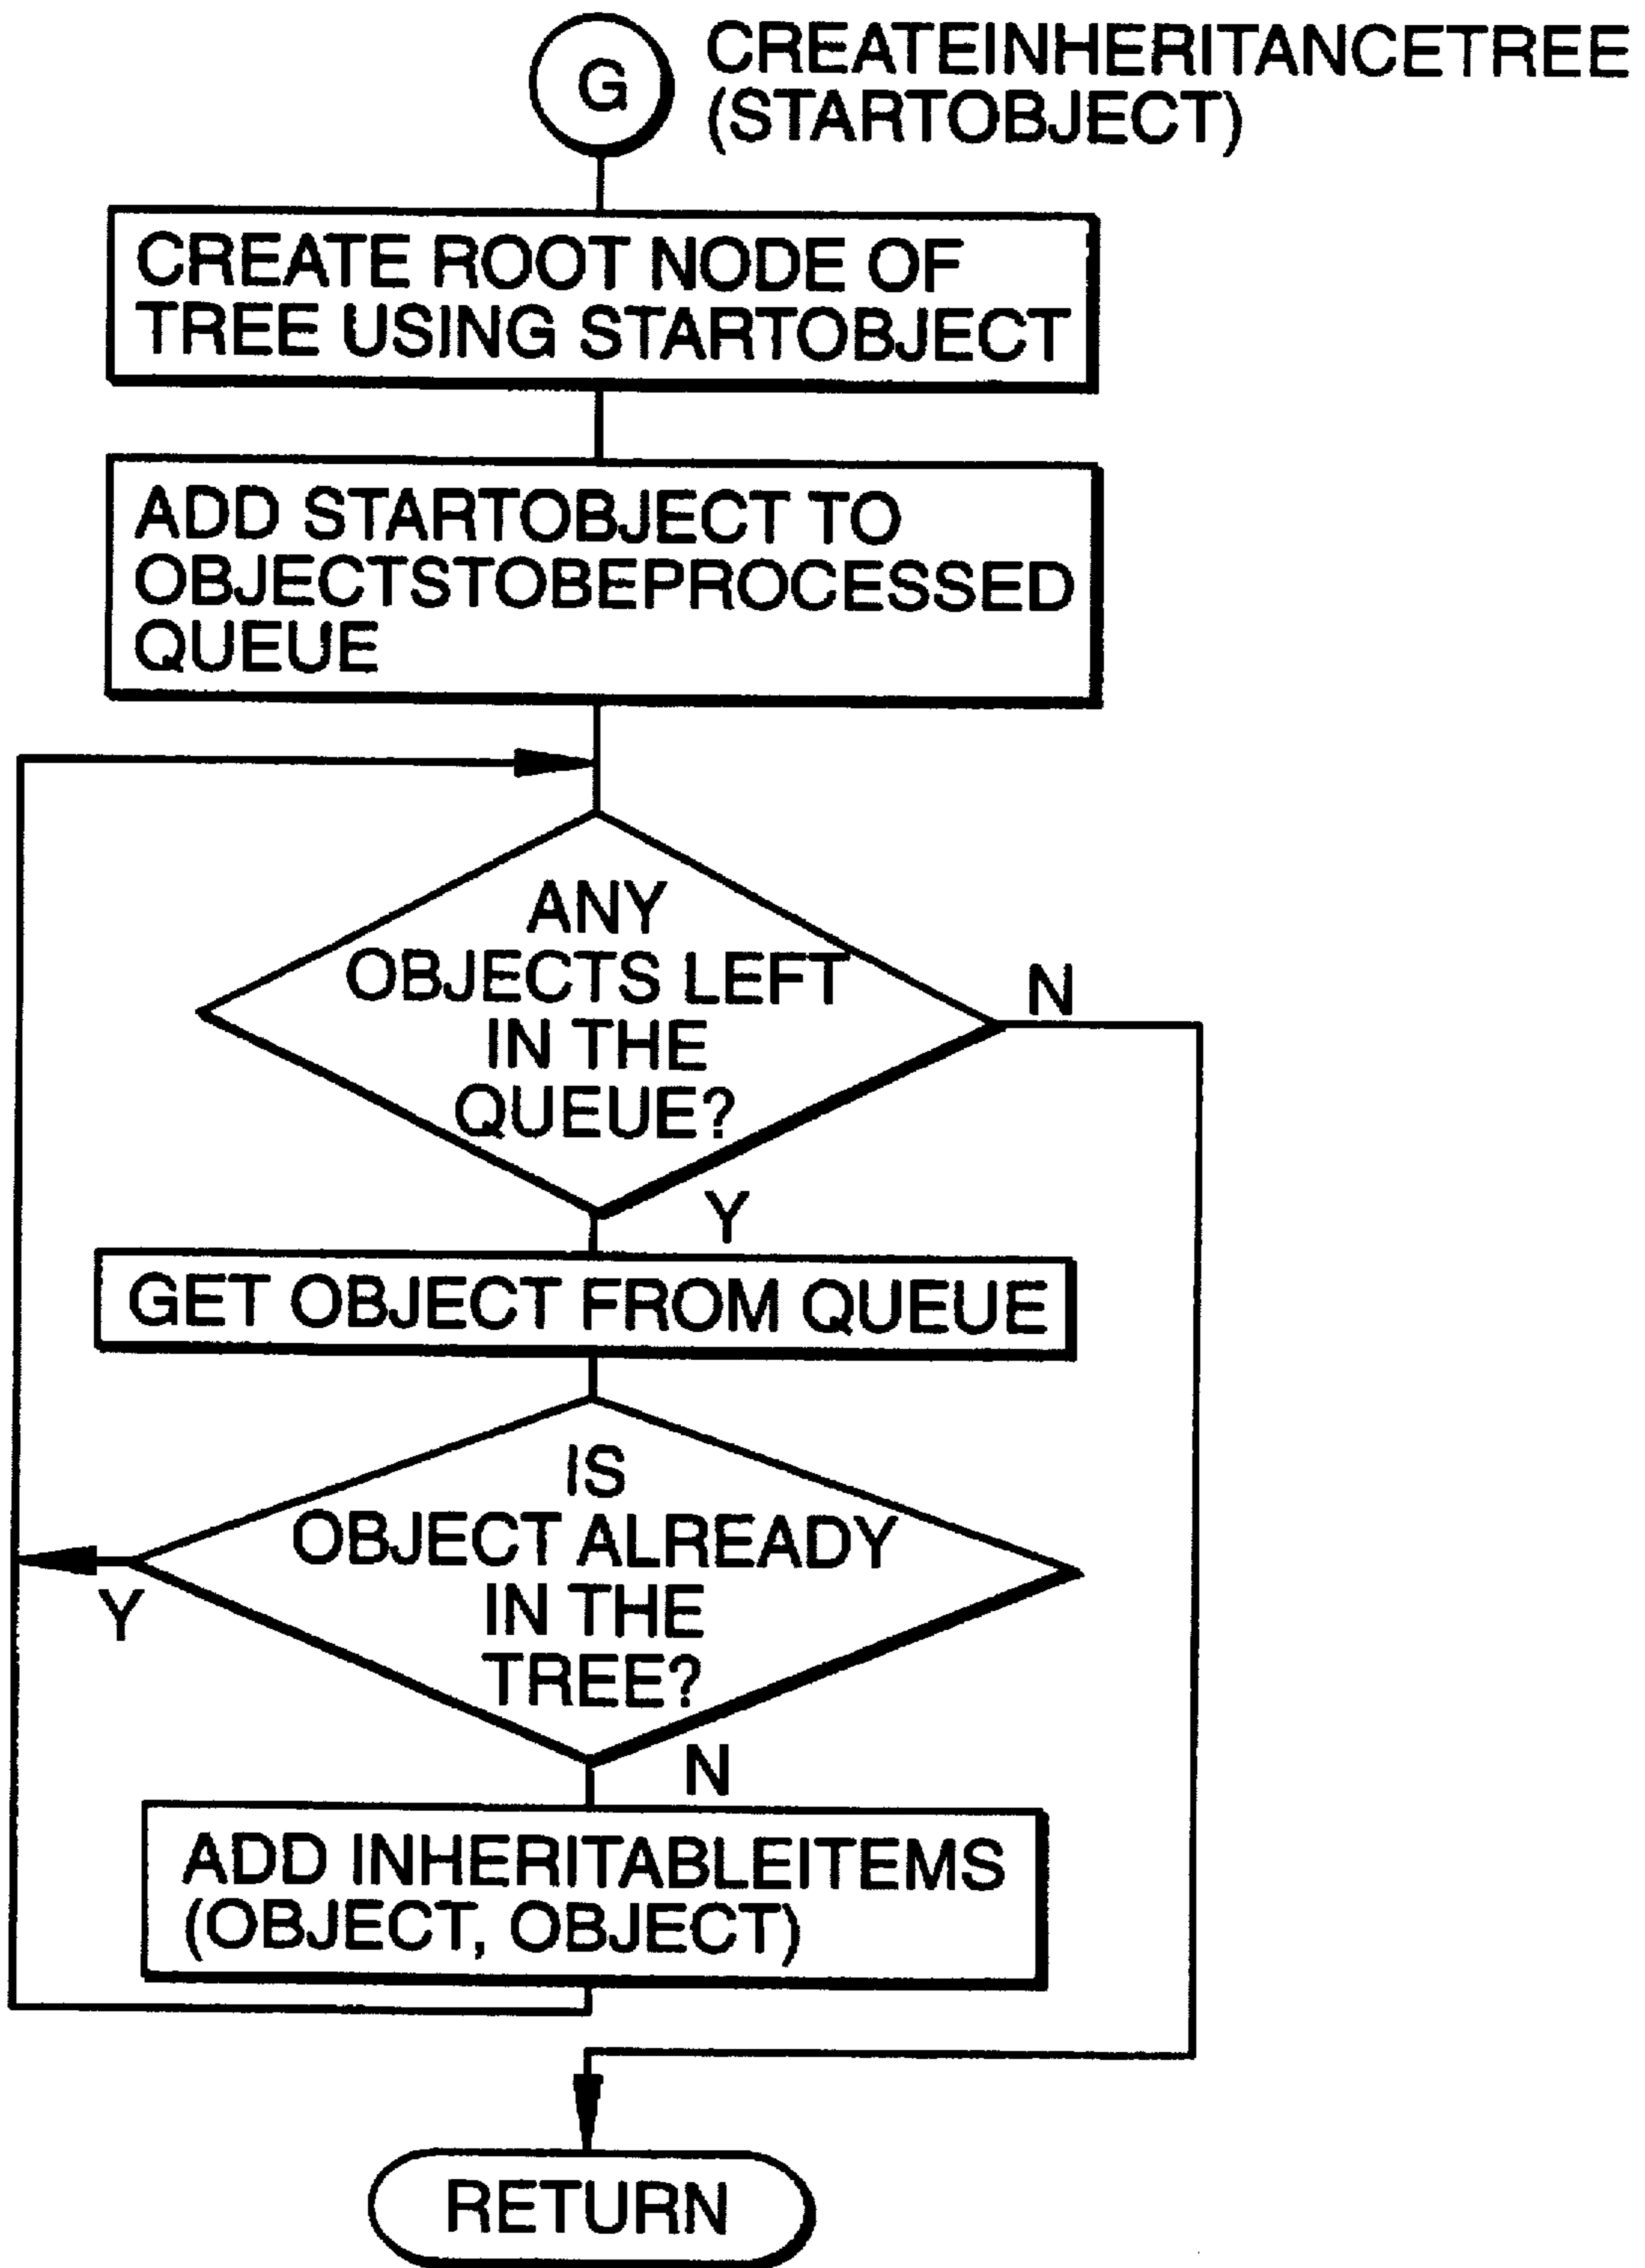 G
CREATEINHERITANCETREE
(STARTOBJECT)
CREATE ROOT NODE OF
TREE USING STARTOBJECT
ADD STARTOBJECT TO
OBJECTSTOBEPROCESSED
QUEUE
ANY
OBJECTS LEFT
IN THE
QUEUE?
N
Y
GET OBJECT FROM QUEUE
IS
OBJECT ALREADY
IN THE
TREE?
Y
N
ADD INHERITABLEITEMS
(OBJECT, OBJECT)
RETURN